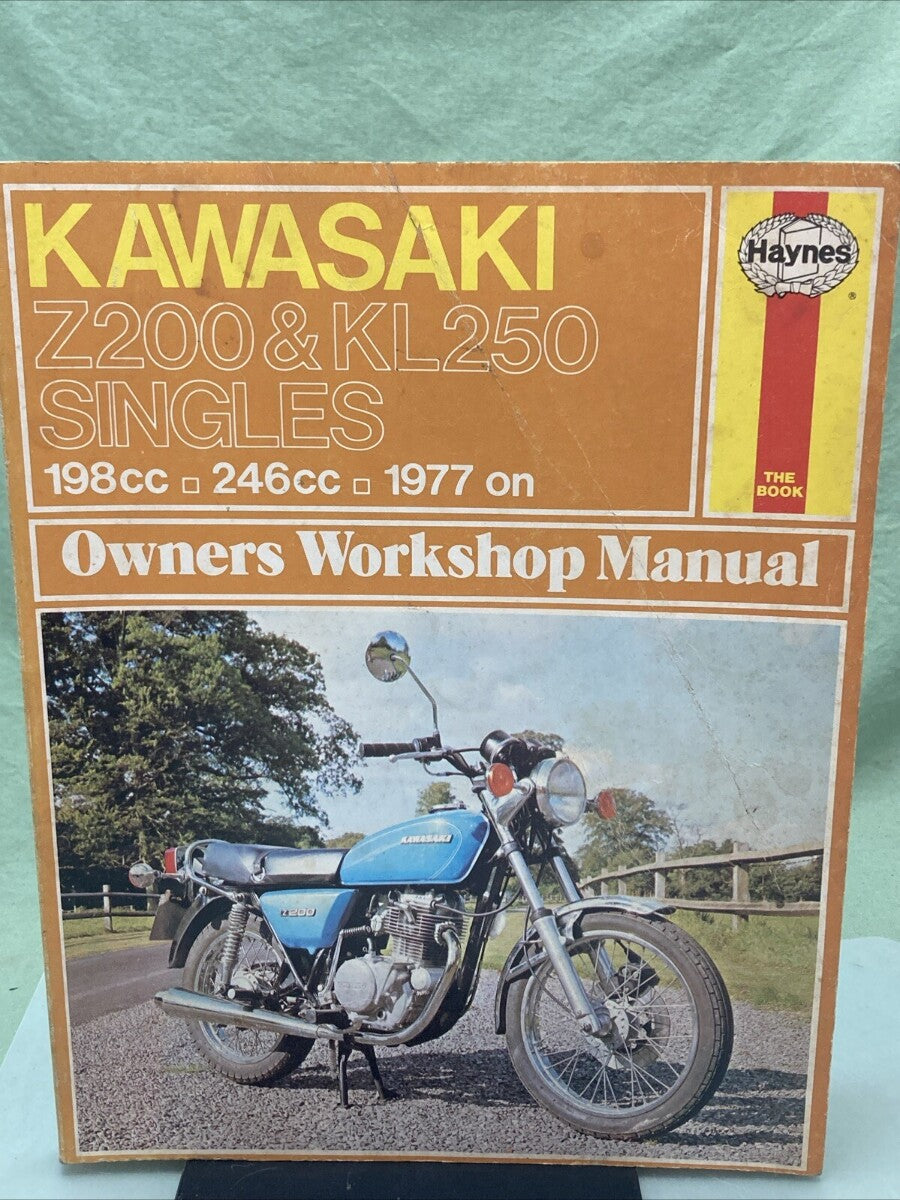 KAWASAKI
Z200 & KL250
SINGLES
198cc □ 246cc □ 1977 on
Haynes
®
THE
BOOK
Owners Workshop Manual
KAWASAKI
Z200